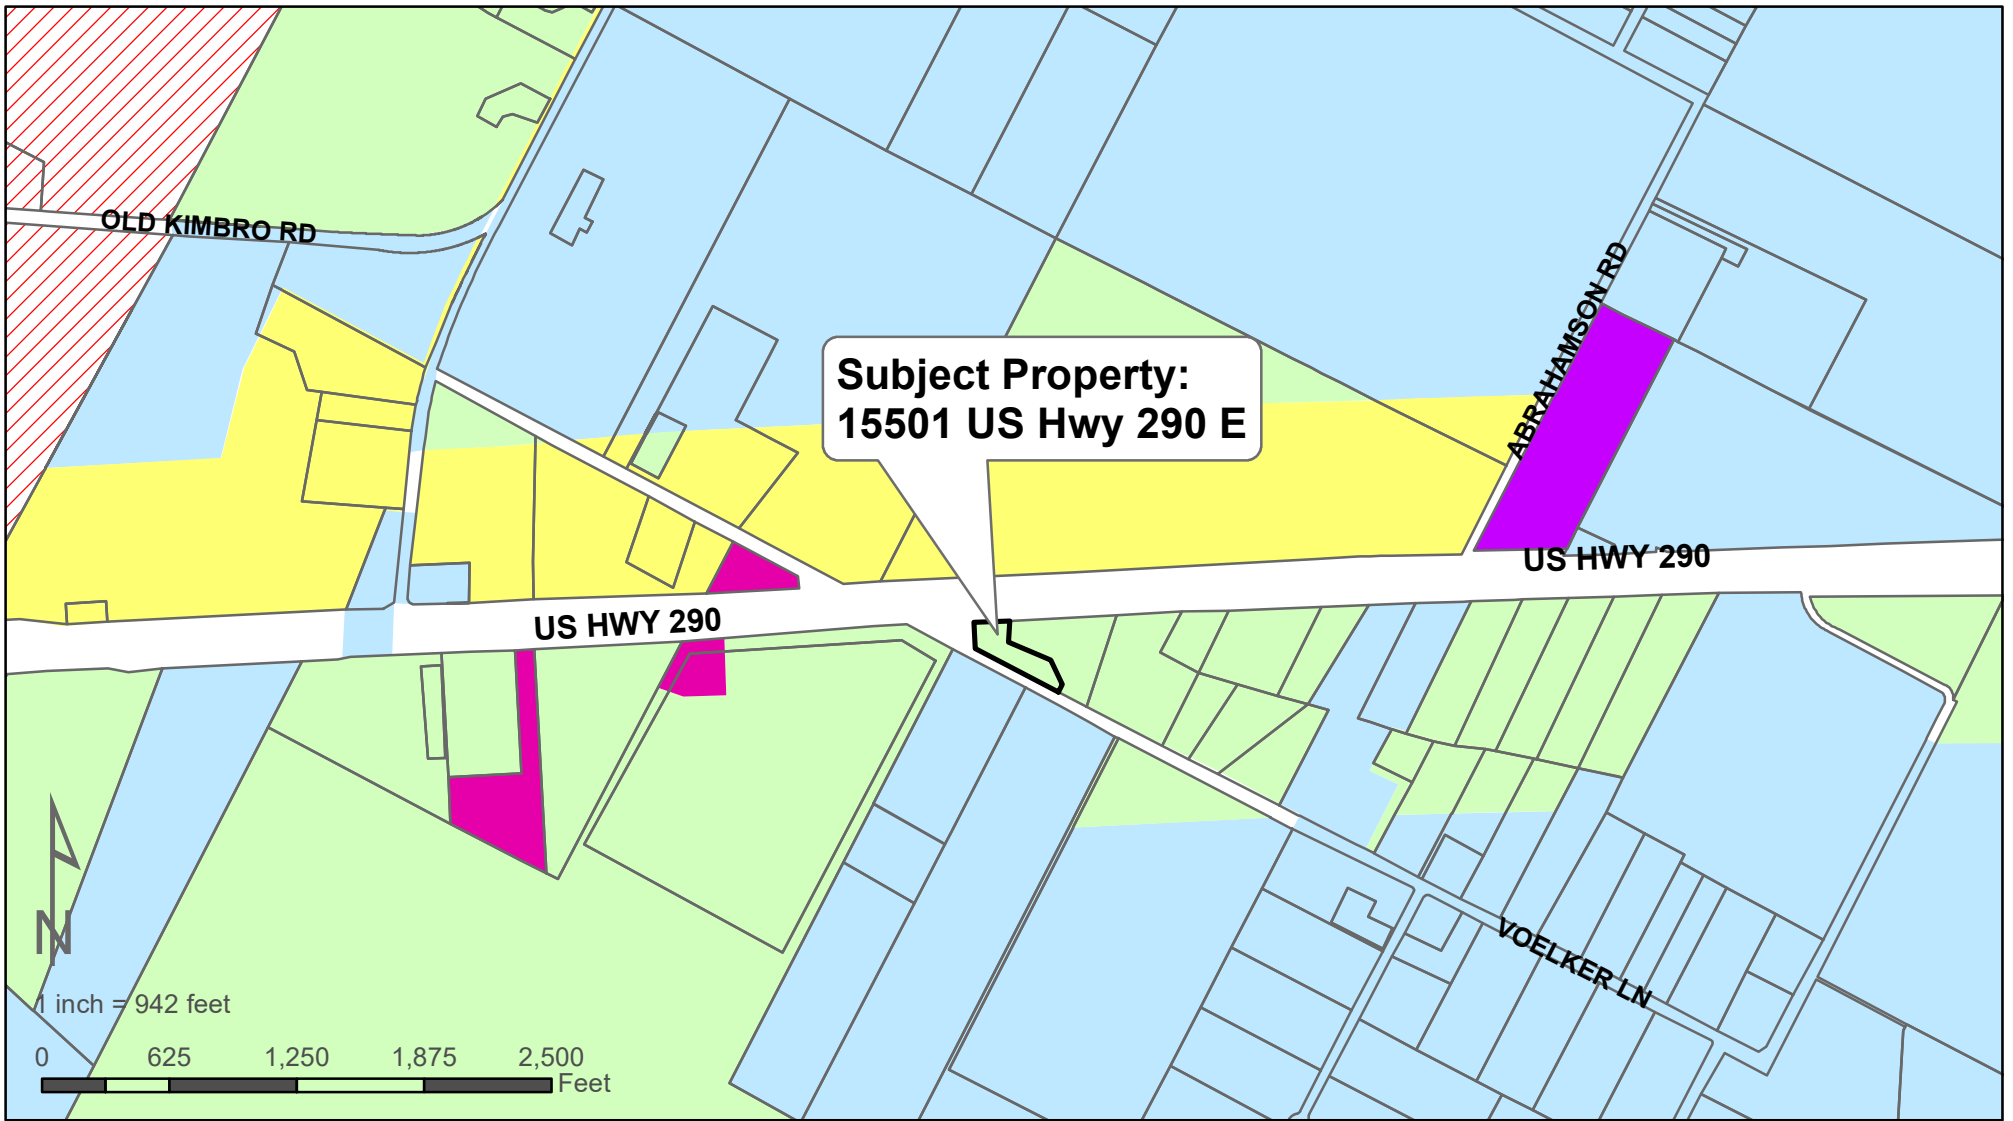 OLD KIMBRO RD
ABRAHAMSON RD
Subject Property:
15501 US Hwy 290 E
US HWY 290
US HWY 290
VOELKER LN
N
1 inch = 942 feet
0 625 1,250 1,875 2,500
Feet